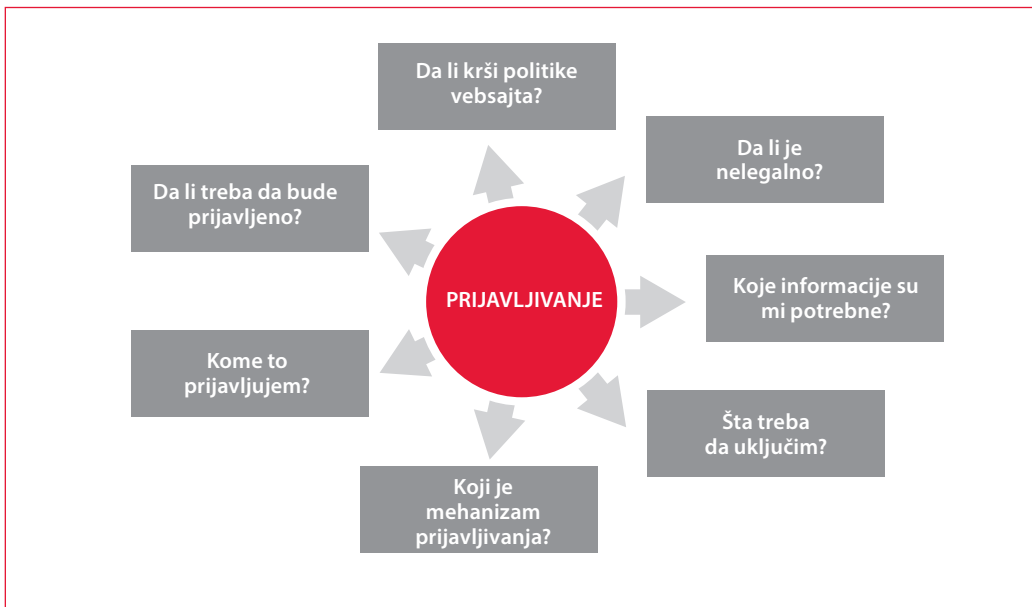 Da li krši politike
vebsajta?
Da li je
nelegalno?
Da li treba da bude
prijavljeno?
PRIJAVLJIVANJE
Koje informacije su
mi potrebne?
Kome to
prijavljujem?
Šta treba
da uključim?
Koji je
mehanizam
prijavljivanja?